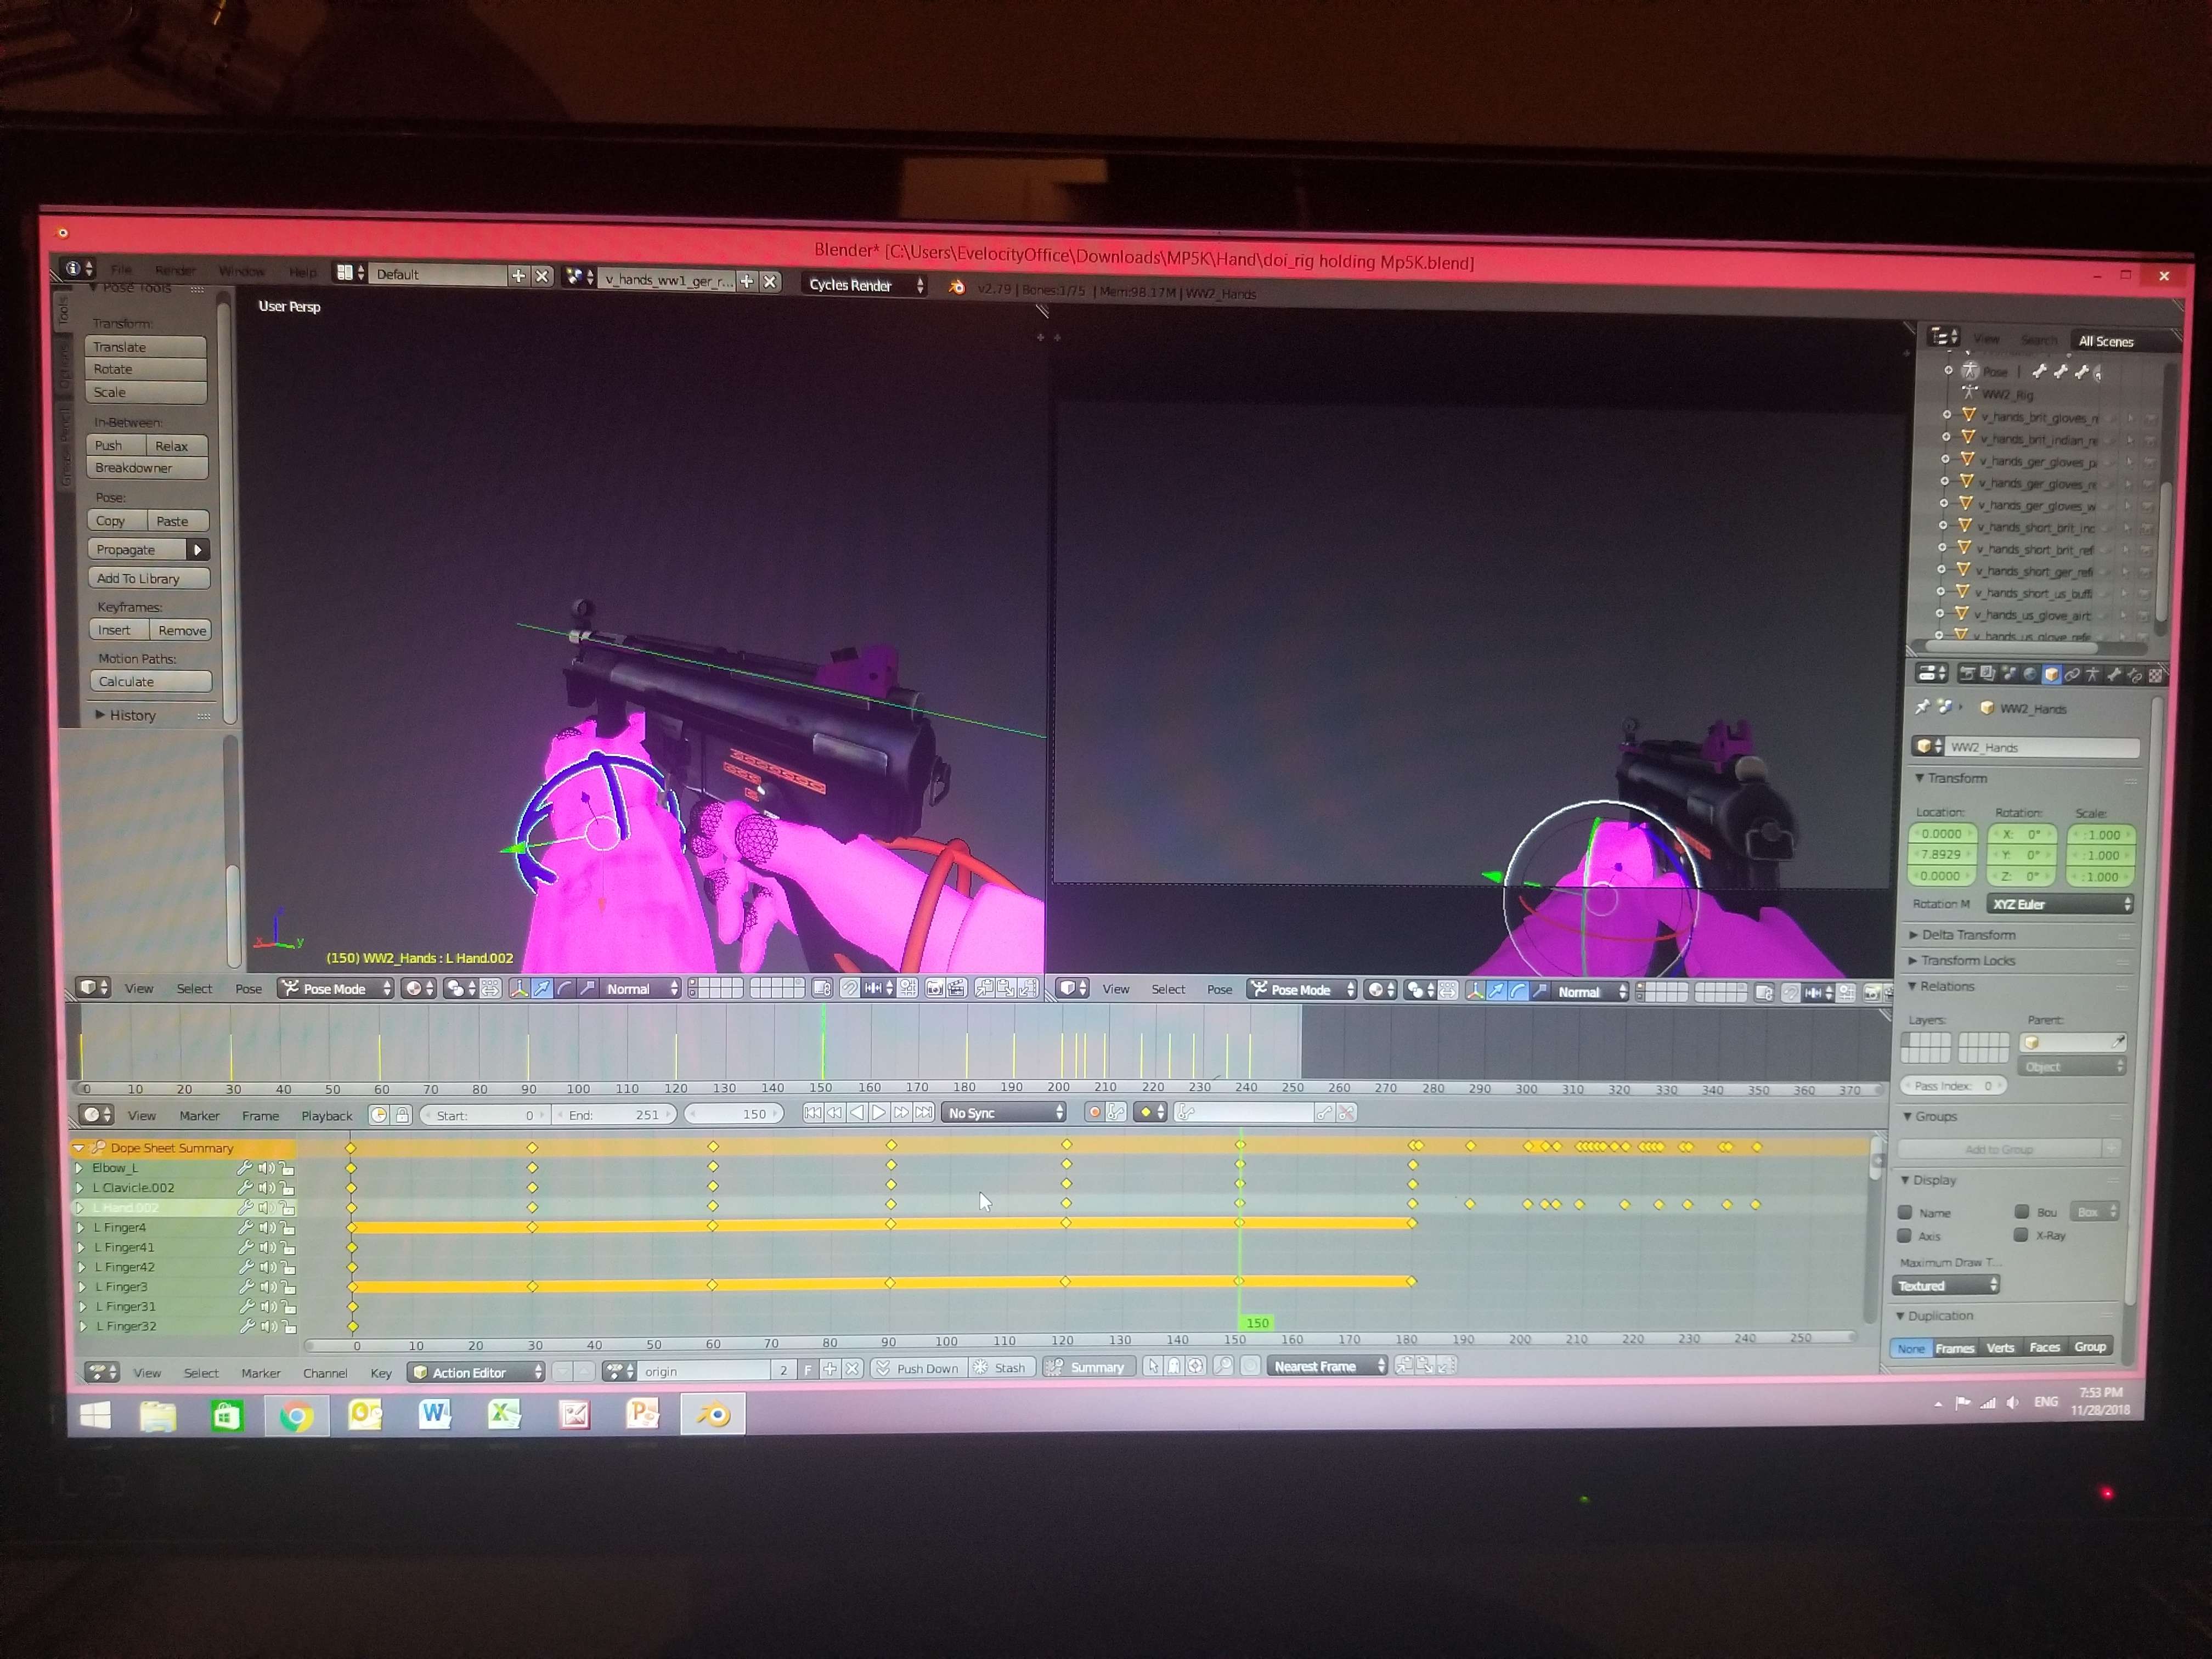 Blender* [C:\Users\EvelocityOffice\Downloads\MP5K\Hand\doi_rig holding Mp5K.blend]
File Render Window Help Default v_hands_ww1_ger_r... Cycles Render v2.79 | Bones:1/75 | Mem:98.17M | WW2_Hands
Pose Tools
Tools
Options
Grease Pencil
Transform:
Translate
Rotate
Scale
In-Between:
Push Relax
Breakdowner
Pose:
Copy Paste
Propagate
Add To Library
Keyframes:
Insert Remove
Motion Paths:
Calculate
History
User Persp
x y
(150) WW2_Hands : L Hand.002
View Select Pose Pose Mode Normal
View Select Pose Pose Mode Normal
View Search All Scenes
Pose |
WW2_Rig
v_hands_brit_gloves_r
v_hands_brit_indian_re
v_hands_ger_gloves_p
v_hands_ger_gloves_re
v_hands_ger_gloves_w
v_hands_short_brit_ind
v_hands_short_brit_ref
v_hands_short_ger_refi
v_hands_short_us_buff
v_hands_us_glove_airb
v_hands_us_glove_refe
WW2_Hands
WW2_Hands
Transform
Location: Rotation: Scale:
0.0000 X: 0° : 1.000
7.8929 Y: 0° : 1.000
0.0000 Z: 0° : 1.000
Rotation M XYZ Euler
Delta Transform
Transform Locks
Relations
Layers: Parent:
Object
Pass Index: 0
Groups
Add to Group
Display
Name Bou Box
Axis X-Ray
Maximum Draw T...
Textured
Duplication
None Frames Verts Faces Group
0 10 20 30 40 50 60 70 80 90 100 110 120 130 140 150 160 170 180 190 200 210 220 230 240 250 260 270 280 290 300 310 320 330 340 350 360 370
View Marker Frame Playback Start: 0 End: 251 150 No Sync
Dope Sheet Summary
Elbow_L
L Clavicle.002
L Hand.002
L Finger4
L Finger41
L Finger42
L Finger3
L Finger31
L Finger32
150
0 10 20 30 40 50 60 70 80 90 100 110 120 130 140 150 160 170 180 190 200 210 220 230 240 250
View Select Marker Channel Key Action Editor origin 2 F Push Down Stash Summary Nearest Frame
ENG
7:53 PM
11/28/2018